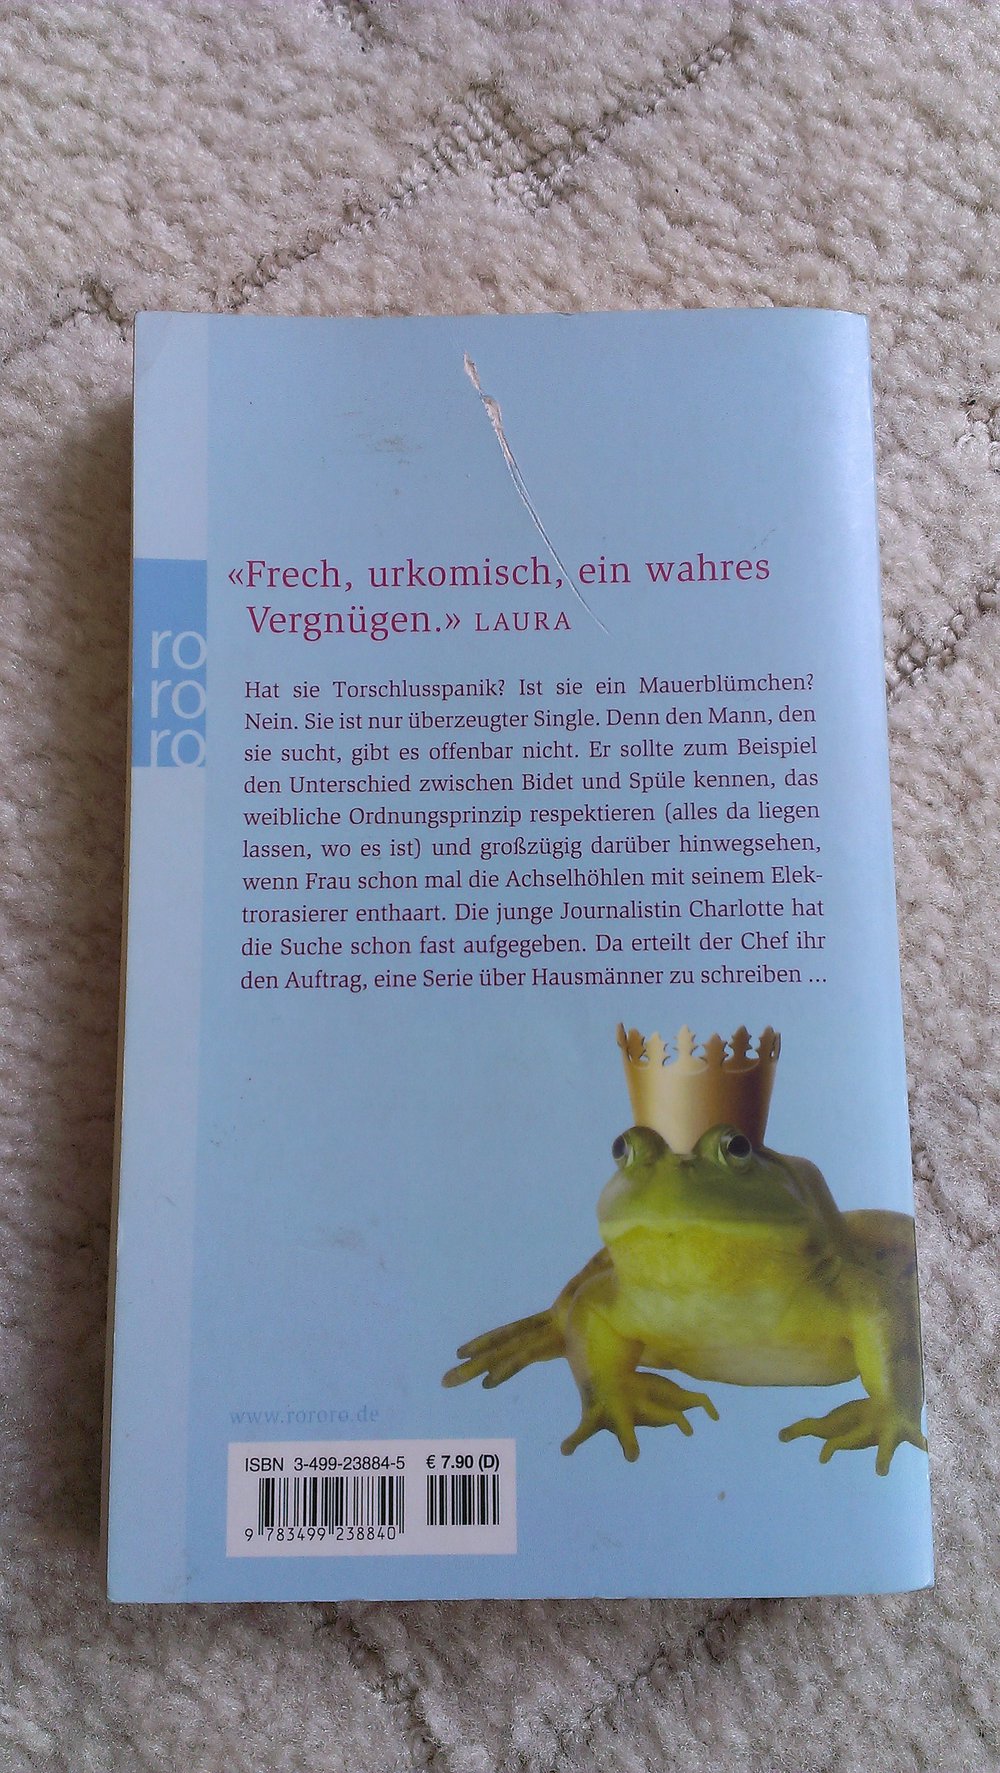 «Frech, urkomisch, ein wahres
Vergnügen.» LAURA
ro
ro
ro
Hat sie Torschlusspanik? Ist sie ein Mauerblümchen?
Nein. Sie ist nur überzeugter Single. Denn den Mann, den
sie sucht, gibt es offenbar nicht. Er sollte zum Beispiel
den Unterschied zwischen Bidet und Spüle kennen, das
weibliche Ordnungsprinzip respektieren (alles da liegen
lassen, wo es ist) und großzügig darüber hinwegsehen,
wenn Frau schon mal die Achselhöhlen mit seinem Elek-
trorasierer enthaart. Die junge Journalistin Charlotte hat
die Suche schon fast aufgegeben. Da erteilt der Chef ihr
den Auftrag, eine Serie über Hausmänner zu schreiben ...
www.rororo.de
ISBN 3-499-23884-5 € 7.90 (D)
9 783499 238840